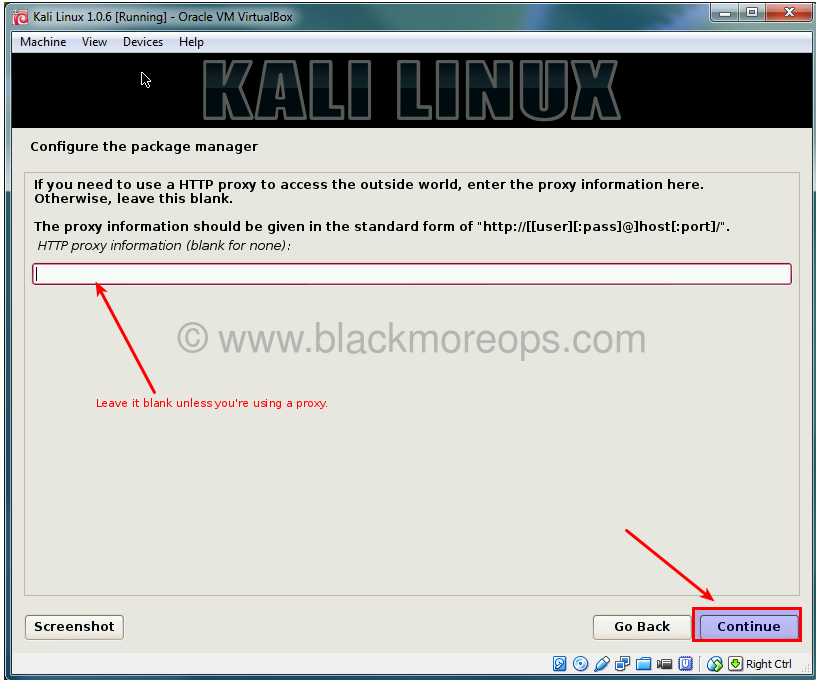 Kali Linux 1.0.6 [Running] - Oracle VM VirtualBox
Machine View Devices Help
KALI LINUX
Configure the package manager
If you need to use a HTTP proxy to access the outside world, enter the proxy information here.
Otherwise, leave this blank.
The proxy information should be given in the standard form of "http://[[user][:pass]@]host[:port]/".
HTTP proxy information (blank for none):
© www.blackmoreops.com
Leave it blank unless you're using a proxy.
Screenshot Go Back Continue
Right Ctrl